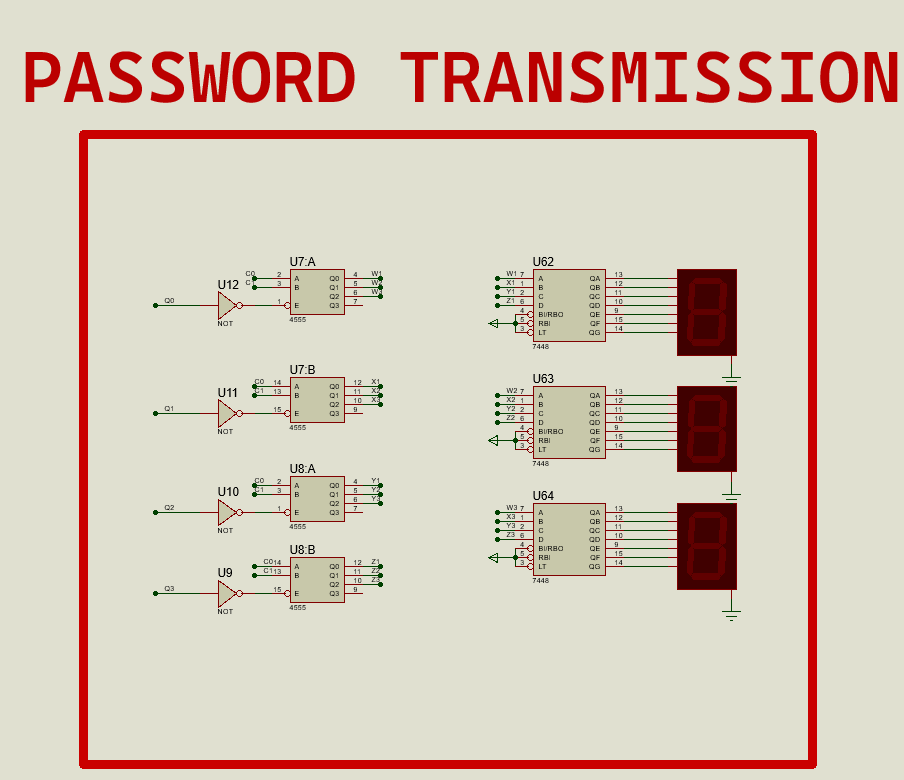 PASSWORD TRANSMISSION
U7:A
C0 2 A Q0 4 W1
3 B Q1 5
Q2 6
U12
Q0 1 E Q3 7
NOT 4555
U7:B
C0 14 A Q0 12 X1
C1 13 B Q1 11 X2
Q2 10
U11
Q1 15 E Q3 9
NOT 4555
U8:A
C0 2 A Q0 4 Y1
C1 3 B Q1 5
Q2 6
U10
Q2 1 E Q3 7
NOT 4555
U8:B
C0 14 A Q0 12 Z1
C1 13 B Q1 11 Z2
Q2 10
U9
Q3 15 E Q3 9
NOT 4555
U62
W1 7 A QA 13
X1 1 B QB 12
Y1 2 C QC 11
Z1 6 D QD 10
4 BI/RBO QE 9
5 RBI QF 15
3 LT QG 14
7448
U63
W2 7 A QA 13
X2 1 B QB 12
Y2 2 C QC 11
Z2 6 D QD 10
4 BI/RBO QE 9
5 RBI QF 15
3 LT QG 14
7448
U64
W3 7 A QA 13
X3 1 B QB 12
Y3 2 C QC 11
Z3 6 D QD 10
4 BI/RBO QE 9
5 RBI QF 15
3 LT QG 14
7448